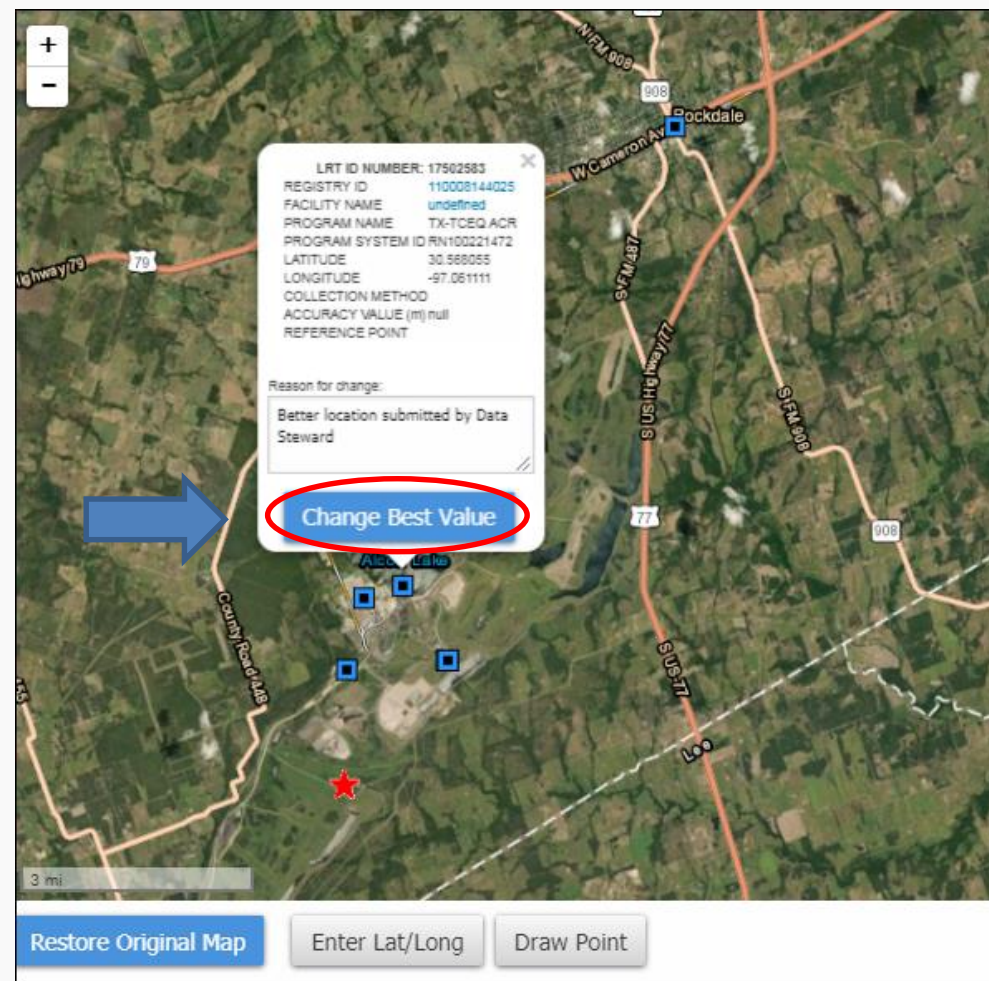 +
-
N FM 908
908
Rockdale
W Cameron Av
79
S FM 487
S US Highway 77
S FM 908
LRT ID NUMBER: 17502583
REGISTRY ID 110008144025
FACILITY NAME undefined
PROGRAM NAME TX-TCEQ ACR
PROGRAM SYSTEM ID RN100221472
LATITUDE 30.568055
LONGITUDE -97.061111
COLLECTION METHOD
ACCURACY VALUE (m) null
REFERENCE POINT
Reason for change:
Better location submitted by Data
Steward
Change Best Value
77
908
Lake
County Road 448
S US-77
Lee
3 mi
Restore Original Map
Enter Lat/Long
Draw Point